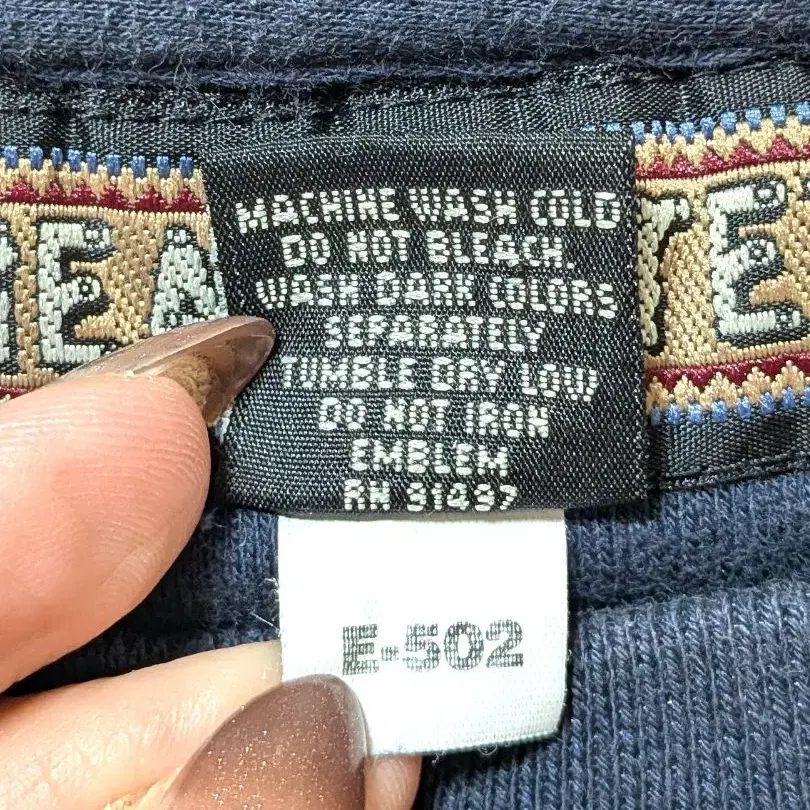 MACHINE WASH COLD
DO NOT BLEACH.
WASH DARK COLORS
SEPARATELY
TUMBLE DRY LOW
DO NOT IRON
EMBLEM
RN 31437
E-502